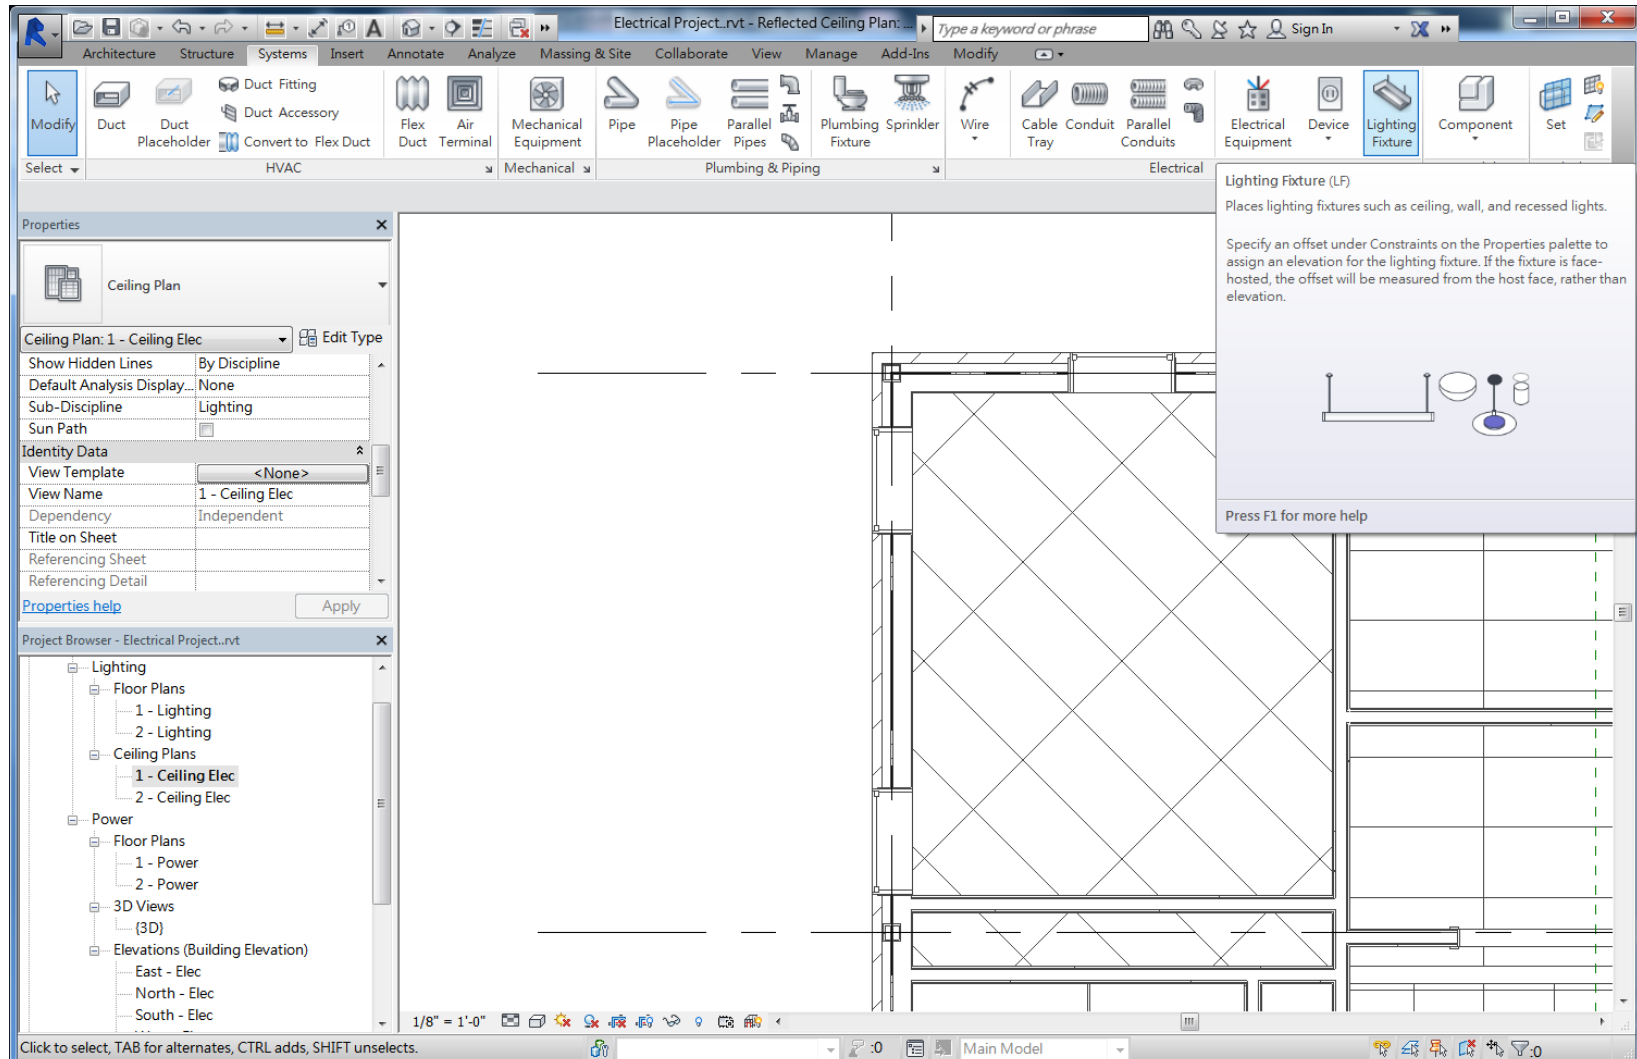 Electrical Project..rvt - Reflected Ceiling Plan: ...
Type a keyword or phrase
Sign In
Architecture Structure Systems Insert Annotate Analyze Massing & Site Collaborate View Manage Add-Ins Modify
Modify
Duct
Duct Placeholder
Duct Fitting
Duct Accessory
Convert to Flex Duct
Flex Duct
Air Terminal
Mechanical Equipment
Pipe
Pipe Placeholder
Parallel Pipes
Plumbing Fixture
Sprinkler
Wire
Cable Tray
Conduit
Parallel Conduits
Electrical Equipment
Device
Lighting Fixture
Component
Set
Select HVAC Mechanical Plumbing & Piping Electrical
Lighting Fixture (LF)
Places lighting fixtures such as ceiling, wall, and recessed lights.
Specify an offset under Constraints on the Properties palette to
assign an elevation for the lighting fixture. If the fixture is face-
hosted, the offset will be measured from the host face, rather than
elevation.
Press F1 for more help
Properties
Ceiling Plan
Ceiling Plan: 1 - Ceiling Elec Edit Type
Show Hidden Lines By Discipline
Default Analysis Display... None
Sub-Discipline Lighting
Sun Path
Identity Data
View Template <None>
View Name 1 - Ceiling Elec
Dependency Independent
Title on Sheet
Referencing Sheet
Referencing Detail
Properties help Apply
Project Browser - Electrical Project..rvt
Lighting
Floor Plans
1 - Lighting
2 - Lighting
Ceiling Plans
1 - Ceiling Elec
2 - Ceiling Elec
Power
Floor Plans
1 - Power
2 - Power
3D Views
{3D}
Elevations (Building Elevation)
East - Elec
North - Elec
South - Elec
1/8" = 1'-0"
Click to select, TAB for alternates, CTRL adds, SHIFT unselects.
:0
Main Model
:0